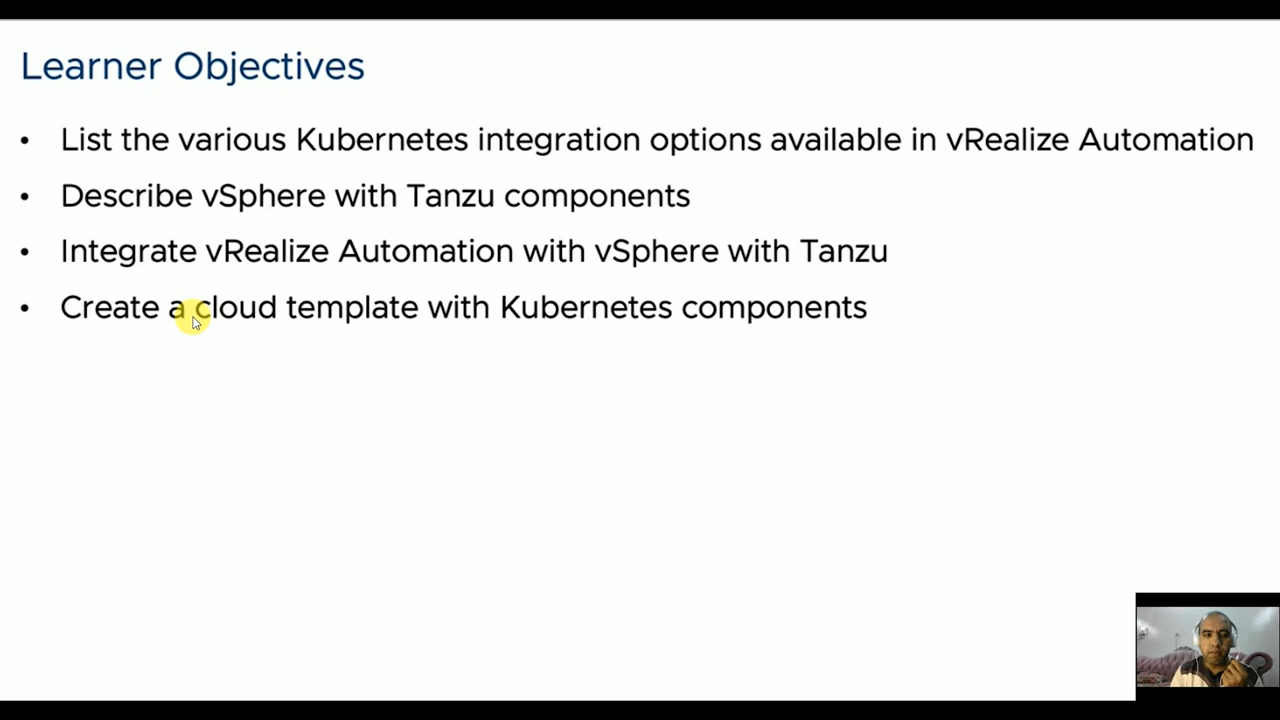 Learner Objectives
• List the various Kubernetes integration options available in vRealize Automation
• Describe vSphere with Tanzu components
• Integrate vRealize Automation with vSphere with Tanzu
• Create a cloud template with Kubernetes components